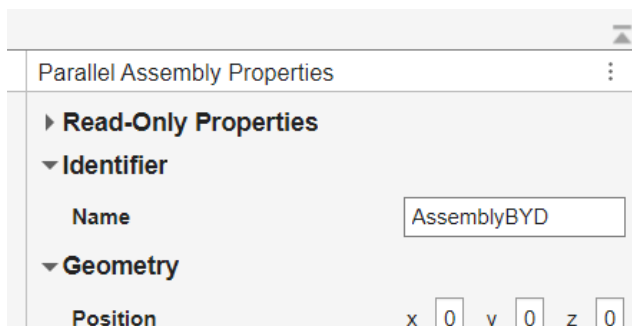 Parallel Assembly Properties
Read-Only Properties
Identifier
Name AssemblyBYD
Geometry
Position x 0 y 0 z 0